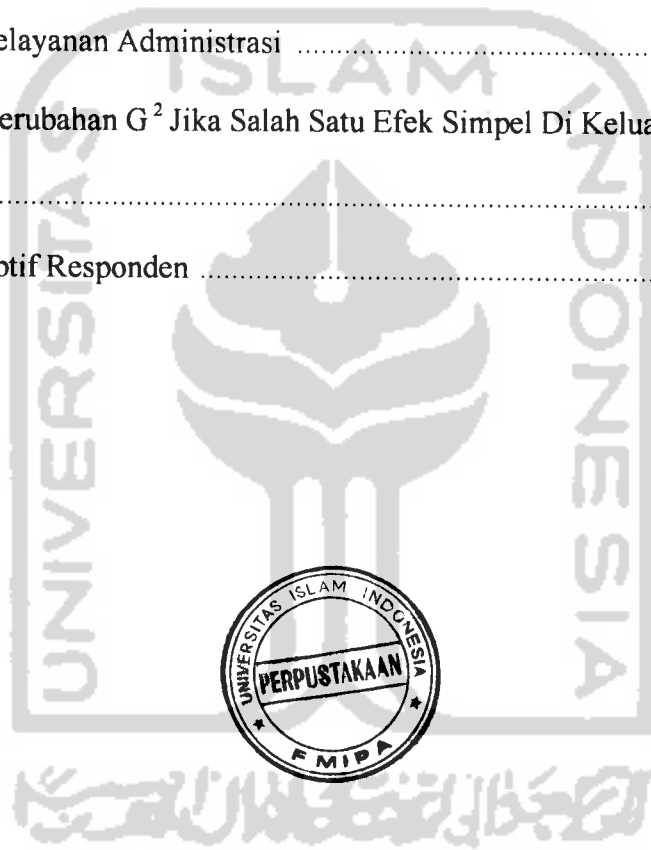 elayanan Administrasi ........................................................
erubahan G² Jika Salah Satu Efek Simpel Di Kelua
........................................................................................
otif Responden ................................................................
ISLAM
UNIVERSITAS
INDONESIA
UNIVERSITAS ISLAM INDONESIA
PERPUSTAKAAN
FMIPA